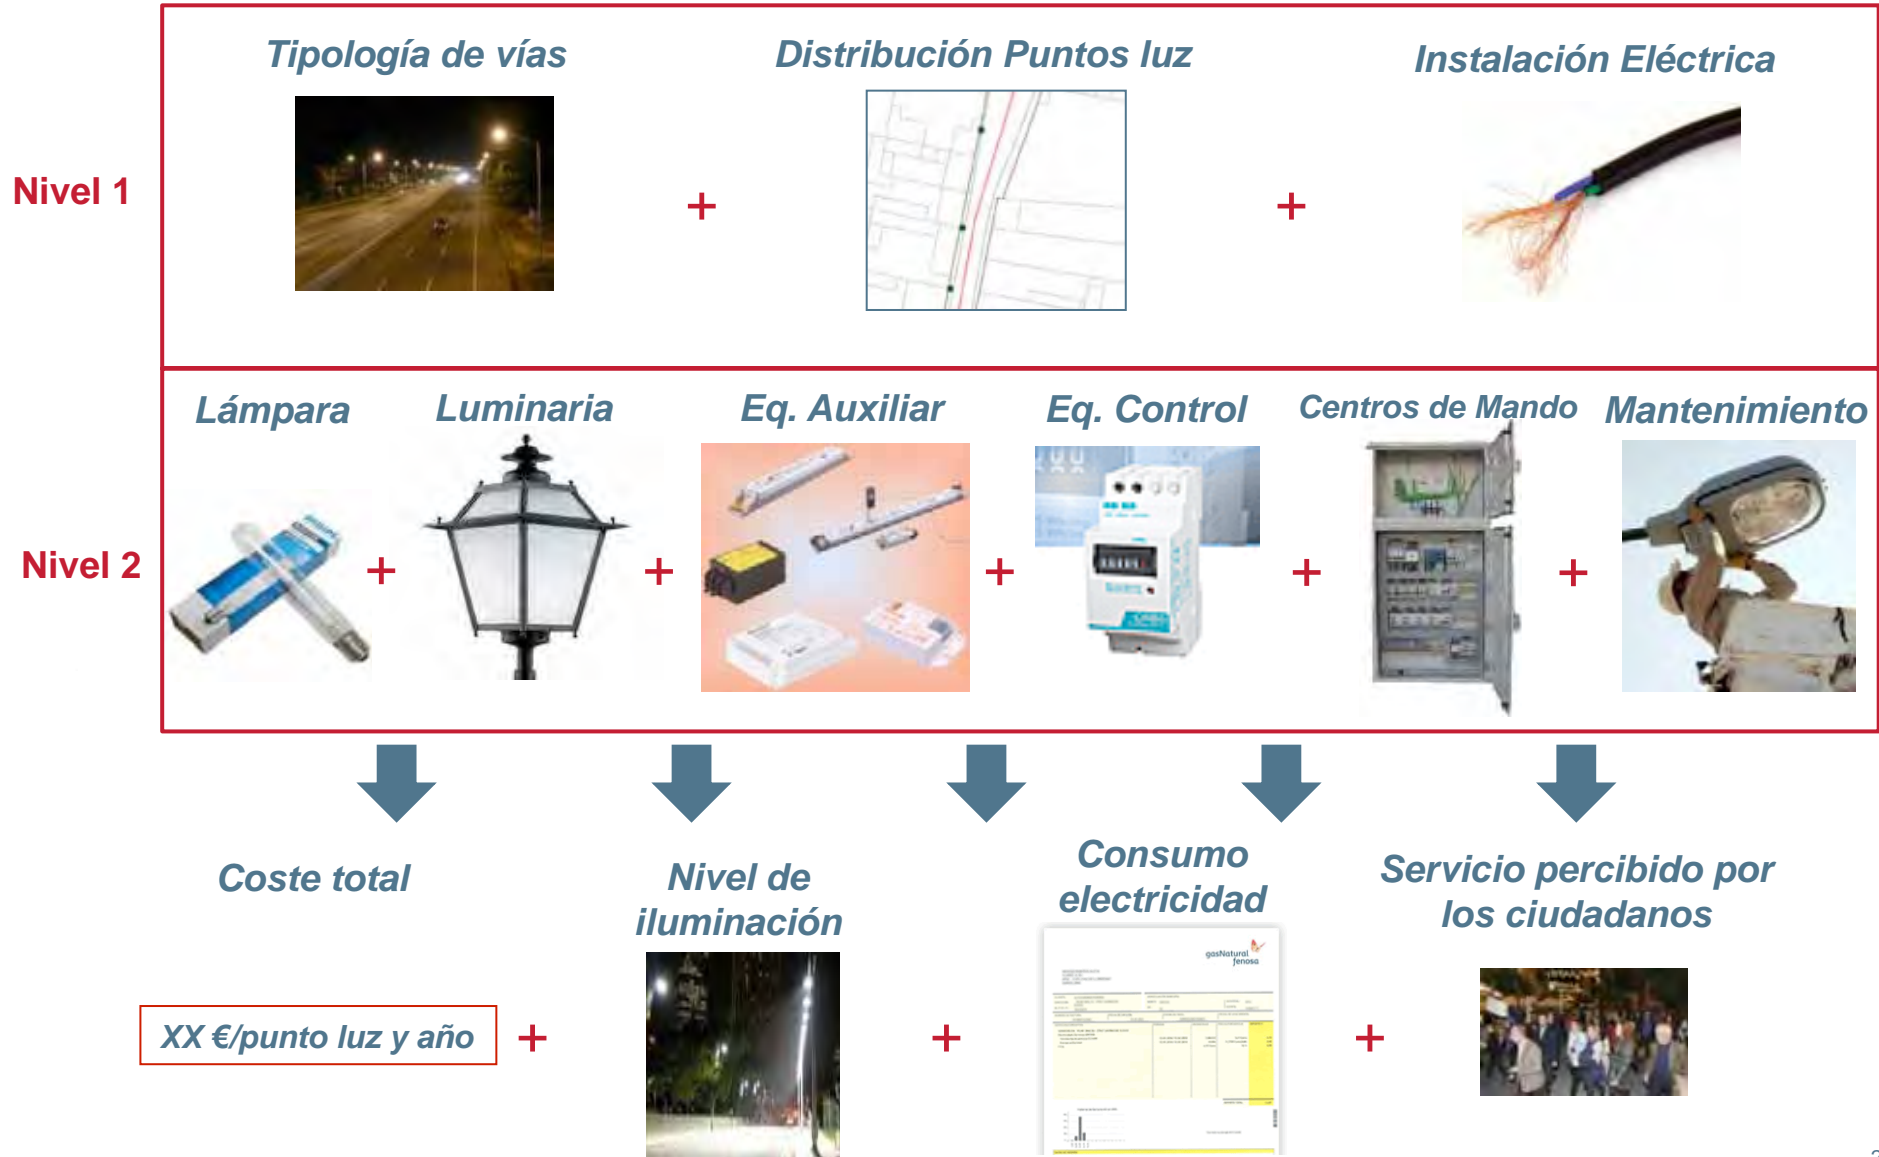 Tipología de vías
Distribución Puntos luz
Instalación Eléctrica
Nivel 1
+
+
Lámpara
Luminaria
Eq. Auxiliar
Eq. Control
Centros de Mando
Mantenimiento
Nivel 2
+
+
+
+
+
Coste total
Nivel de
iluminación
Consumo
electricidad
Servicio percibido por
los ciudadanos
gasNatural
fenosa
XX €/punto luz y año
+
+
+